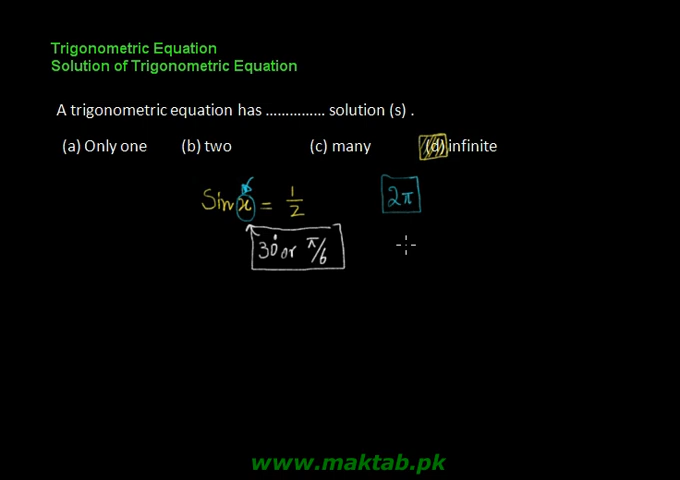 Trigonometric Equation
Solution of Trigonometric Equation
A trigonometric equation has ............... solution (s) .
(a) Only one (b) two (c) many (d) infinite
Sin x = 1/2 2π
30° or π/6
www.maktab.pk